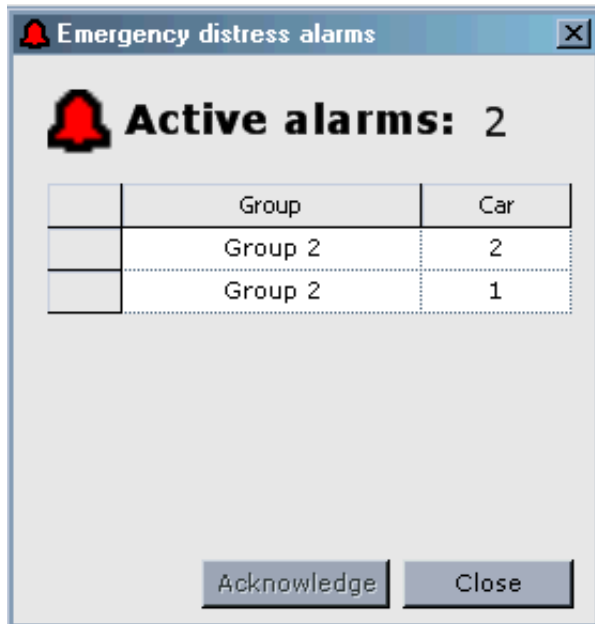 Emergency distress alarms
Active alarms: 2
Group Car
Group 2 2
Group 2 1
Acknowledge Close